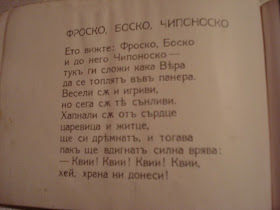 ФРОСКО, БОСКО, ЧИПОНОСКО
Ето вижте: Фроско, Боско
и до него Чипоноско —
тукъ ги сложи кака Вѣра
да се топлятъ въвъ панера.
Весели сѫ и игриви,
но сега сѫ тѣ сънливи.
Хапнаха сѫ отъ сърдце
царевица и житце,
ще си дрѣмнатъ, и тогава
пакъ ще вдигнатъ силна врява:
— Квии! Квии! Квии! Квии,
хей, храна ни донеси!